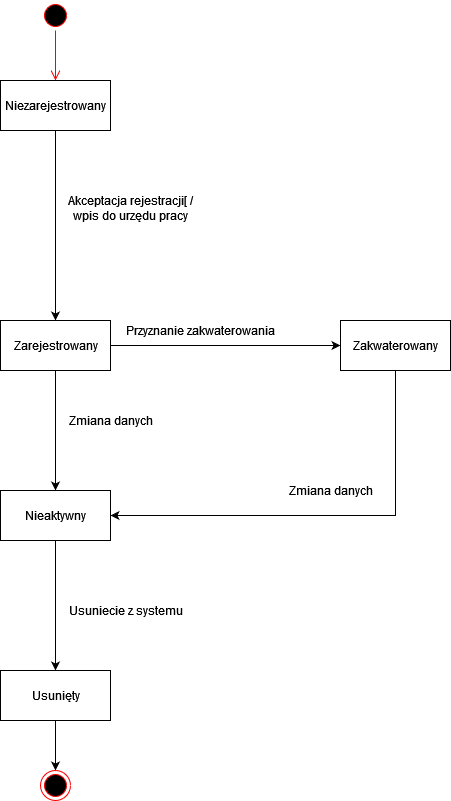 Niezarejestrowany
Akceptacja rejestracji[ /
wpis do urzędu pracy
Przyznanie zakwaterowania
Zarejestrowany
Zakwaterowany
Zmiana danych
Zmiana danych
Nieaktywny
Usuniecie z systemu
Usunięty